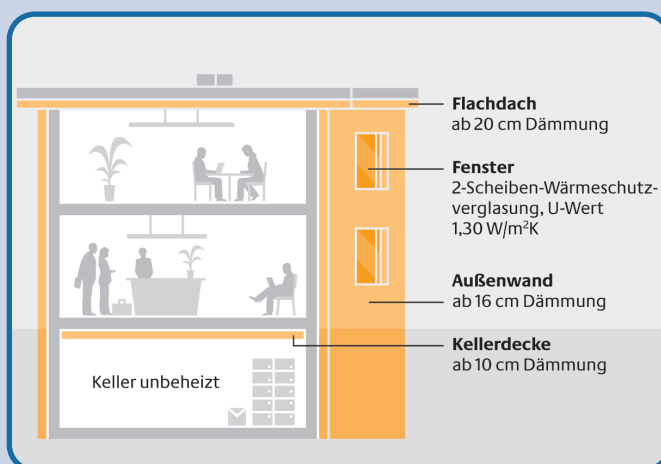 Flachdach
ab 20 cm Dämmung
Fenster
2-Scheiben-Wärmeschutz-
verglasung, U-Wert
1,30 W/m²K
Außenwand
ab 16 cm Dämmung
Kellerdecke
ab 10 cm Dämmung
Keller unbeheizt